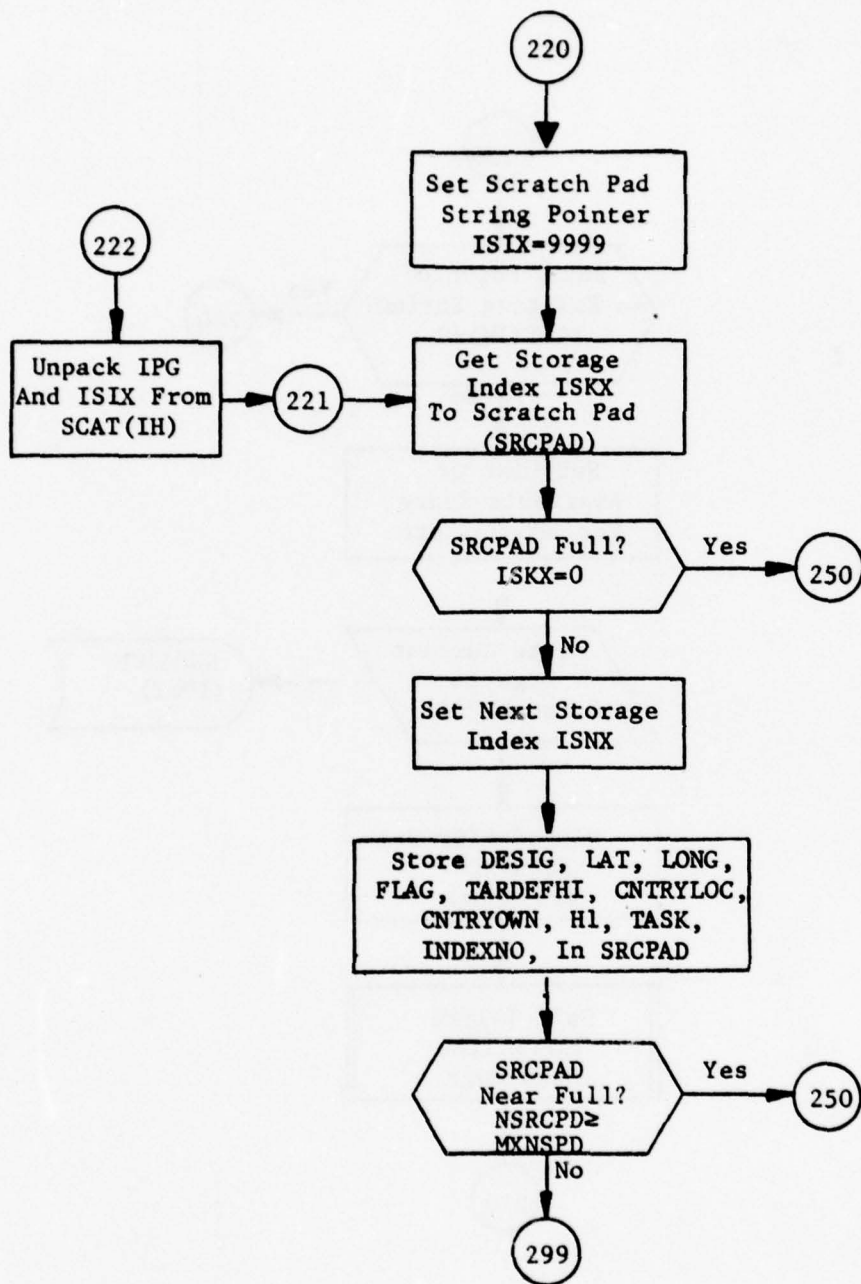 220
Set Scratch Pad
String Pointer
ISIX=9999
222
Unpack IPG
And ISIX From
SCAT(IH)
221
Get Storage
Index ISKX
To Scratch Pad
(SRCPAD)
SRCPAD Full?
ISKX=0
Yes
250
No
Set Next Storage
Index ISNX
Store DESIG, LAT, LONG,
FLAG, TARDEFHI, CNTRYLOC,
CNTRYOWN, H1, TASK,
INDEXNO, In SRCPAD
SRCPAD
Near Full?
NSRCPD≥
MXNSPD
Yes
250
No
299